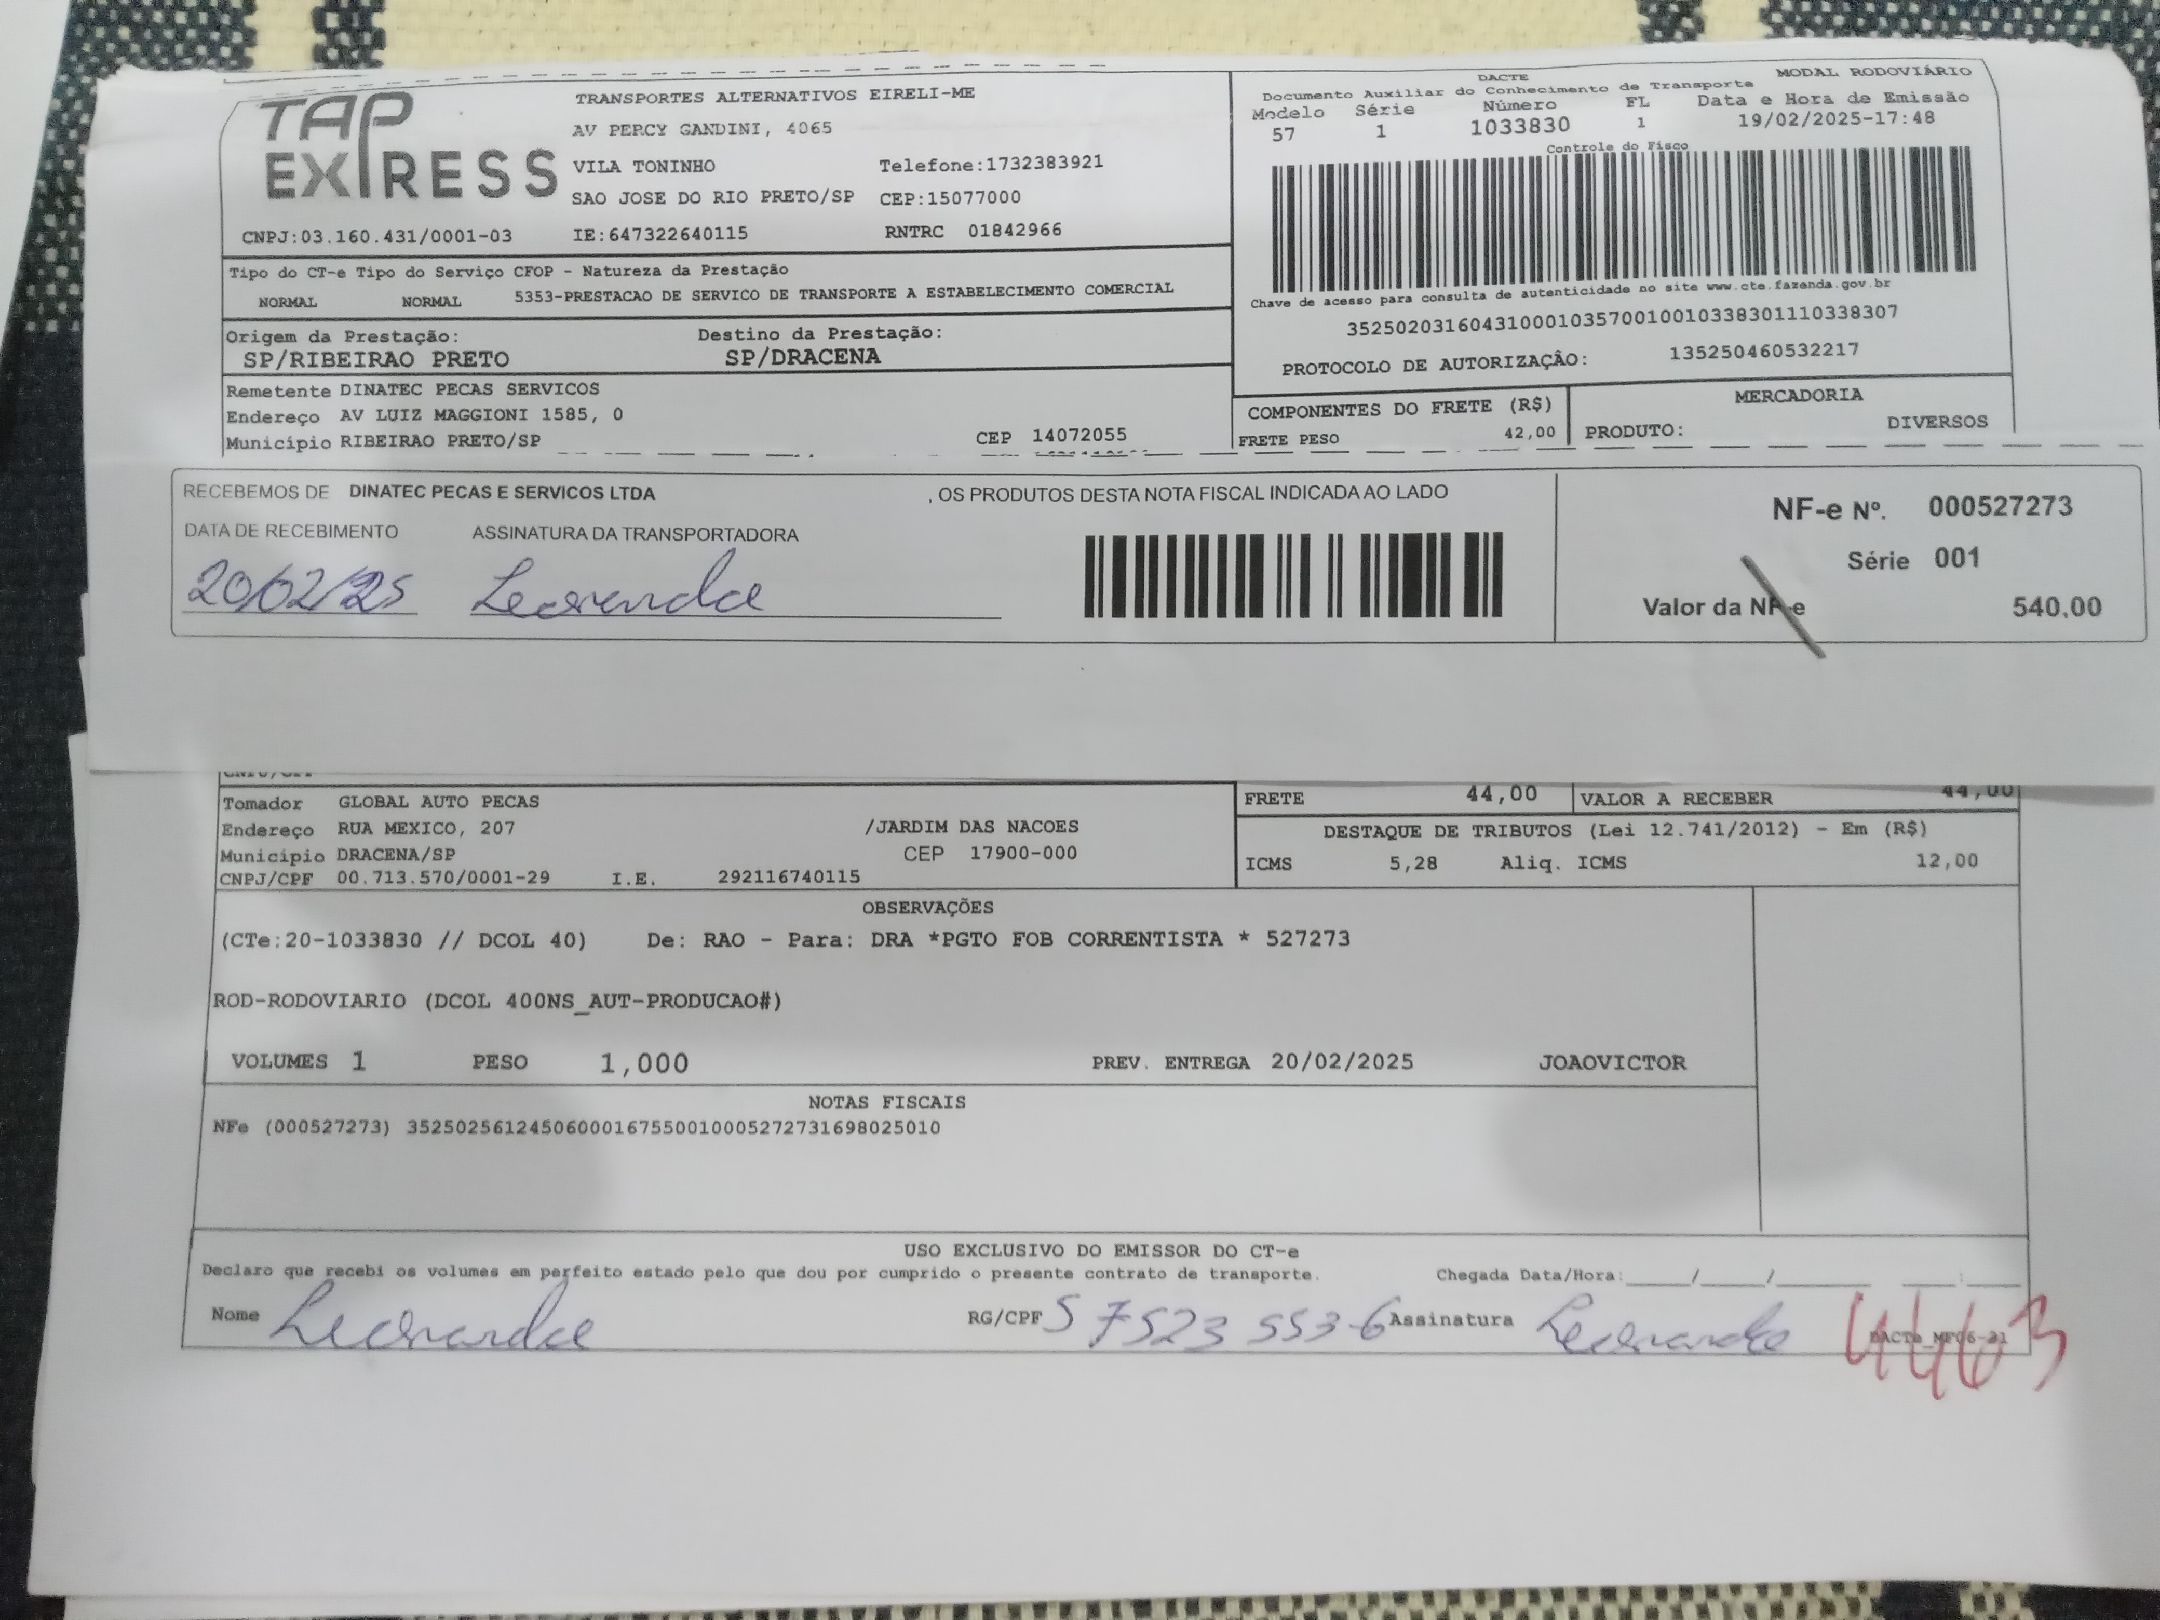 TAP EXPRESS
TRANSPORTES ALTERNATIVOS EIRELI-ME
AV PERCY GANDINI, 4065
VILA TONINHO Telefone:1732383921
SAO JOSE DO RIO PRETO/SP CEP:15077000
CNPJ:03.160.431/0001-03 IE:647322640115 RNTRC 01842966
DACTE MODAL RODOVIÁRIO
Documento Auxiliar do Conhecimento de Transporte
Modelo Série Número FL Data e Hora de Emissão
57 1 1033830 1 19/02/2025-17:48
Controle do Fisco
Chave de acesso para consulta de autenticidade no site www.cte.fazenda.gov.br
35250203160431000103570010010338301110338307
PROTOCOLO DE AUTORIZAÇÃO: 135250460532217
Tipo do CT-e Tipo do Serviço CFOP - Natureza da Prestação
NORMAL NORMAL 5353-PRESTACAO DE SERVICO DE TRANSPORTE A ESTABELECIMENTO COMERCIAL
Origem da Prestação: Destino da Prestação:
SP/RIBEIRAO PRETO SP/DRACENA
Remetente DINATEC PECAS SERVICOS
Endereço AV LUIZ MAGGIONI 1585, 0
Município RIBEIRAO PRETO/SP CEP 14072055
COMPONENTES DO FRETE (R$) MERCADORIA
FRETE PESO 42,00 PRODUTO: DIVERSOS
RECEBEMOS DE DINATEC PECAS E SERVICOS LTDA , OS PRODUTOS DESTA NOTA FISCAL INDICADA AO LADO
DATA DE RECEBIMENTO ASSINATURA DA TRANSPORTADORA
20/02/25
NF-e Nº. 000527273
Série 001
Valor da NF-e 540,00
CNPJ/CPF
Tomador GLOBAL AUTO PECAS
Endereço RUA MEXICO, 207 /JARDIM DAS NACOES
Município DRACENA/SP CEP 17900-000
CNPJ/CPF 00.713.570/0001-29 I.E. 292116740115
FRETE 44,00 VALOR A RECEBER 44,00
DESTAQUE DE TRIBUTOS (Lei 12.741/2012) - Em (R$)
ICMS 5,28 Aliq. ICMS 12,00
OBSERVAÇÕES
(CTe:20-1033830 // DCOL 40) De: RAO - Para: DRA *PGTO FOB CORRENTISTA * 527273
ROD-RODOVIARIO (DCOL 400NS_AUT-PRODUCAO#)
VOLUMES 1 PESO 1,000 PREV. ENTREGA 20/02/2025 JOAOVICTOR
NOTAS FISCAIS
NFe (000527273) 35250256124506000167550010005272731698025010
USO EXCLUSIVO DO EMISSOR DO CT-e
Declaro que recebi os volumes em perfeito estado pelo que dou por cumprido o presente contrato de transporte. Chegada Data/Hora:____/____/______ ____:____
Nome RG/CPF 57523553-6 Assinatura